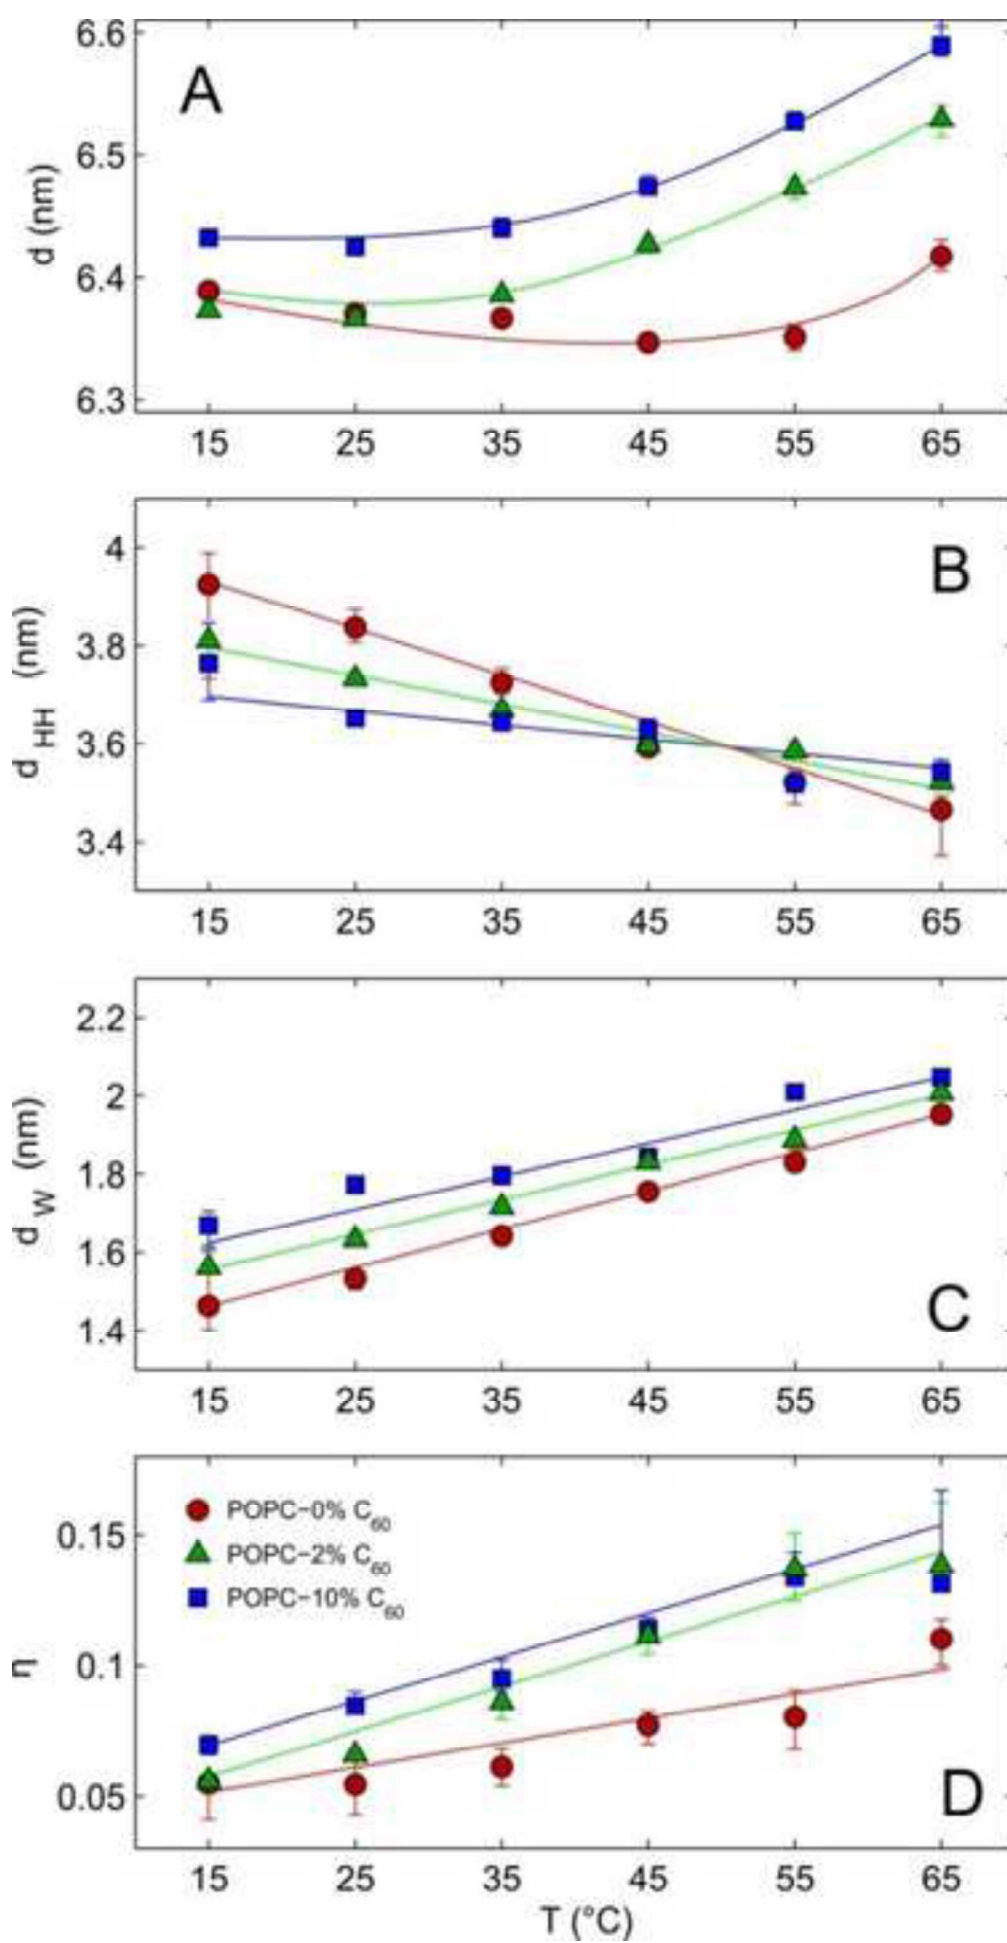 A
d (nm)
6.6
6.5
6.4
6.3
15 25 35 45 55 65
B
d HH (nm)
4
3.8
3.6
3.4
15 25 35 45 55 65
C
d W (nm)
2.2
2
1.8
1.6
1.4
15 25 35 45 55 65
POPC−0% C60
POPC−2% C60
POPC−10% C60
D
η
0.15
0.1
0.05
15 25 35 45 55 65
T (°C)